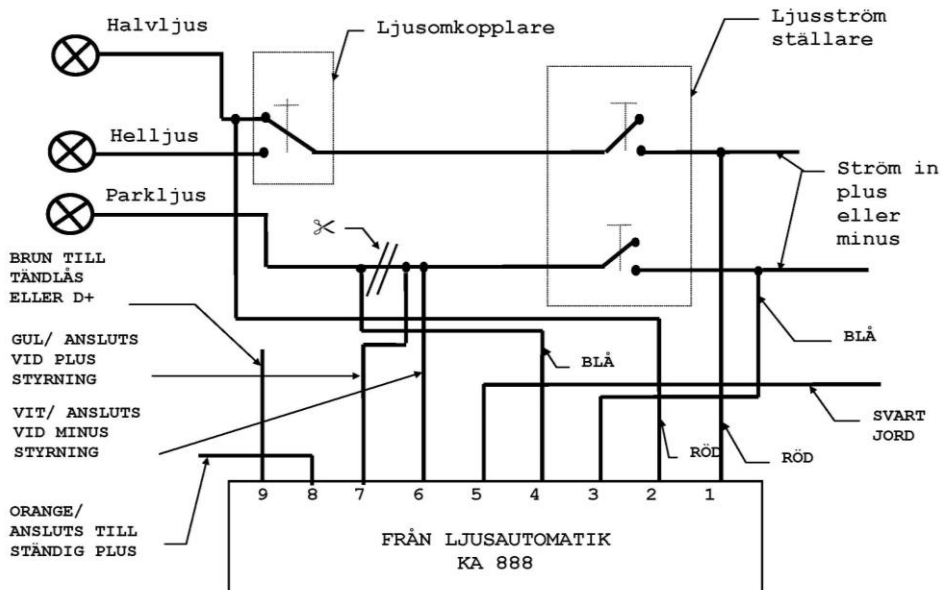 Halvljus
Ljusomkopplare
Ljusström
ställare
Helljus
Parkljus
Ström in
plus
eller
minus
BRUN TILL
TÄNDLÅS
ELLER D+
GUL/ ANSLUTS
VID PLUS
STYRNING
BLÅ
BLÅ
VIT/ ANSLUTS
VID MINUS
STYRNING
SVART
JORD
RÖD
RÖD
9 8 7 6 5 4 3 2 1
ORANGE/
ANSLUTS TILL
STÄNDIG PLUS
FRÅN LJUSAUTOMATIK
KA 888